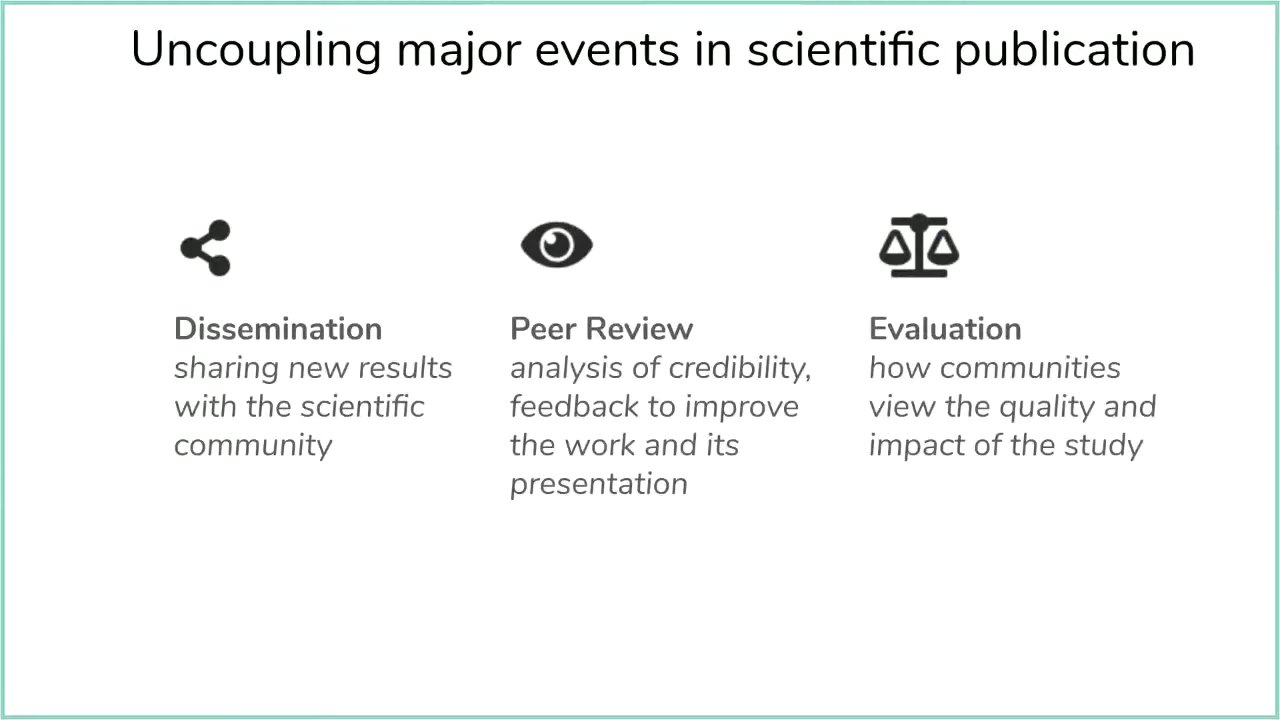 Uncoupling major events in scientific publication
Dissemination
sharing new results
with the scientific
community
Peer Review
analysis of credibility,
feedback to improve
the work and its
presentation
Evaluation
how communities
view the quality and
impact of the study